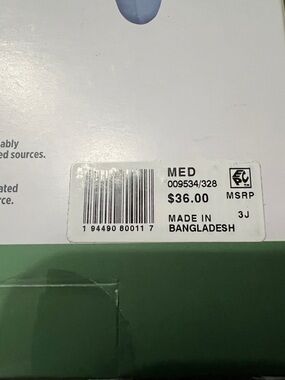 ably
ed sources.
ated
rce.
MED
009534/328
$36.00 MSRP
3J
MADE IN
BANGLADESH
1 94490 80011 7